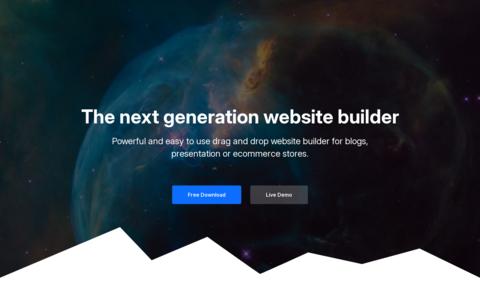 The next generation website builder
Powerful and easy to use drag and drop website builder for blogs,
presentation or ecommerce stores.
Free Download
Live Demo